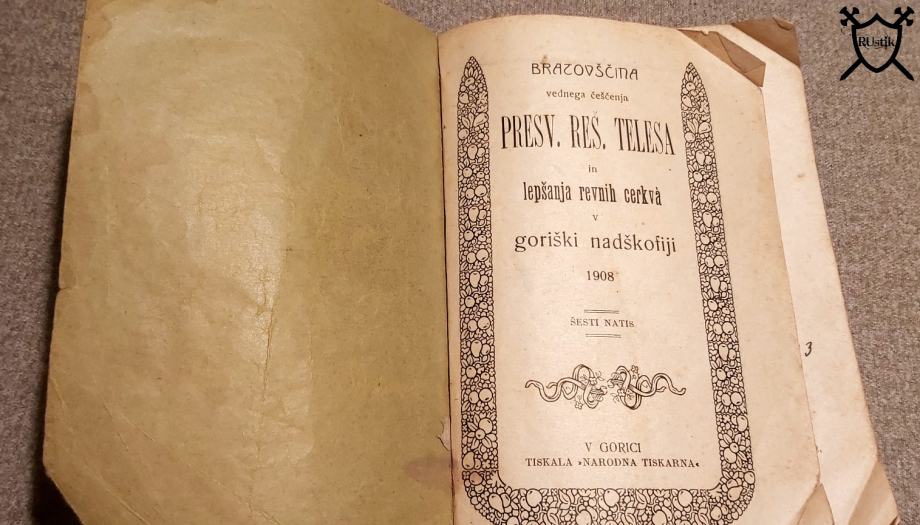 BRATOVŠČINA
vednega češčenja
PRESV. REŠ. TELESA
in
lepšanja revnih cerkvà
v
goriški nadškofiji
1908
ŠESTI NATIS
V GORICI
TISKALA »NARODNA TISKARNA«
3
RUstik